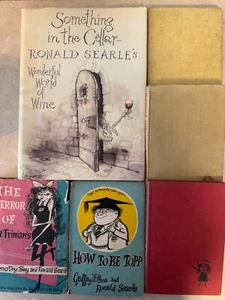 Something
in the Cellar
RONALD SEARLE'S
Wonderful
World
of
Wine
THE
TERROR
OF
St Trinian's
Timothy Shy and Ronald Searle
HOW TO BE TOPP
Geoffrey Willans and
Ronald Searle